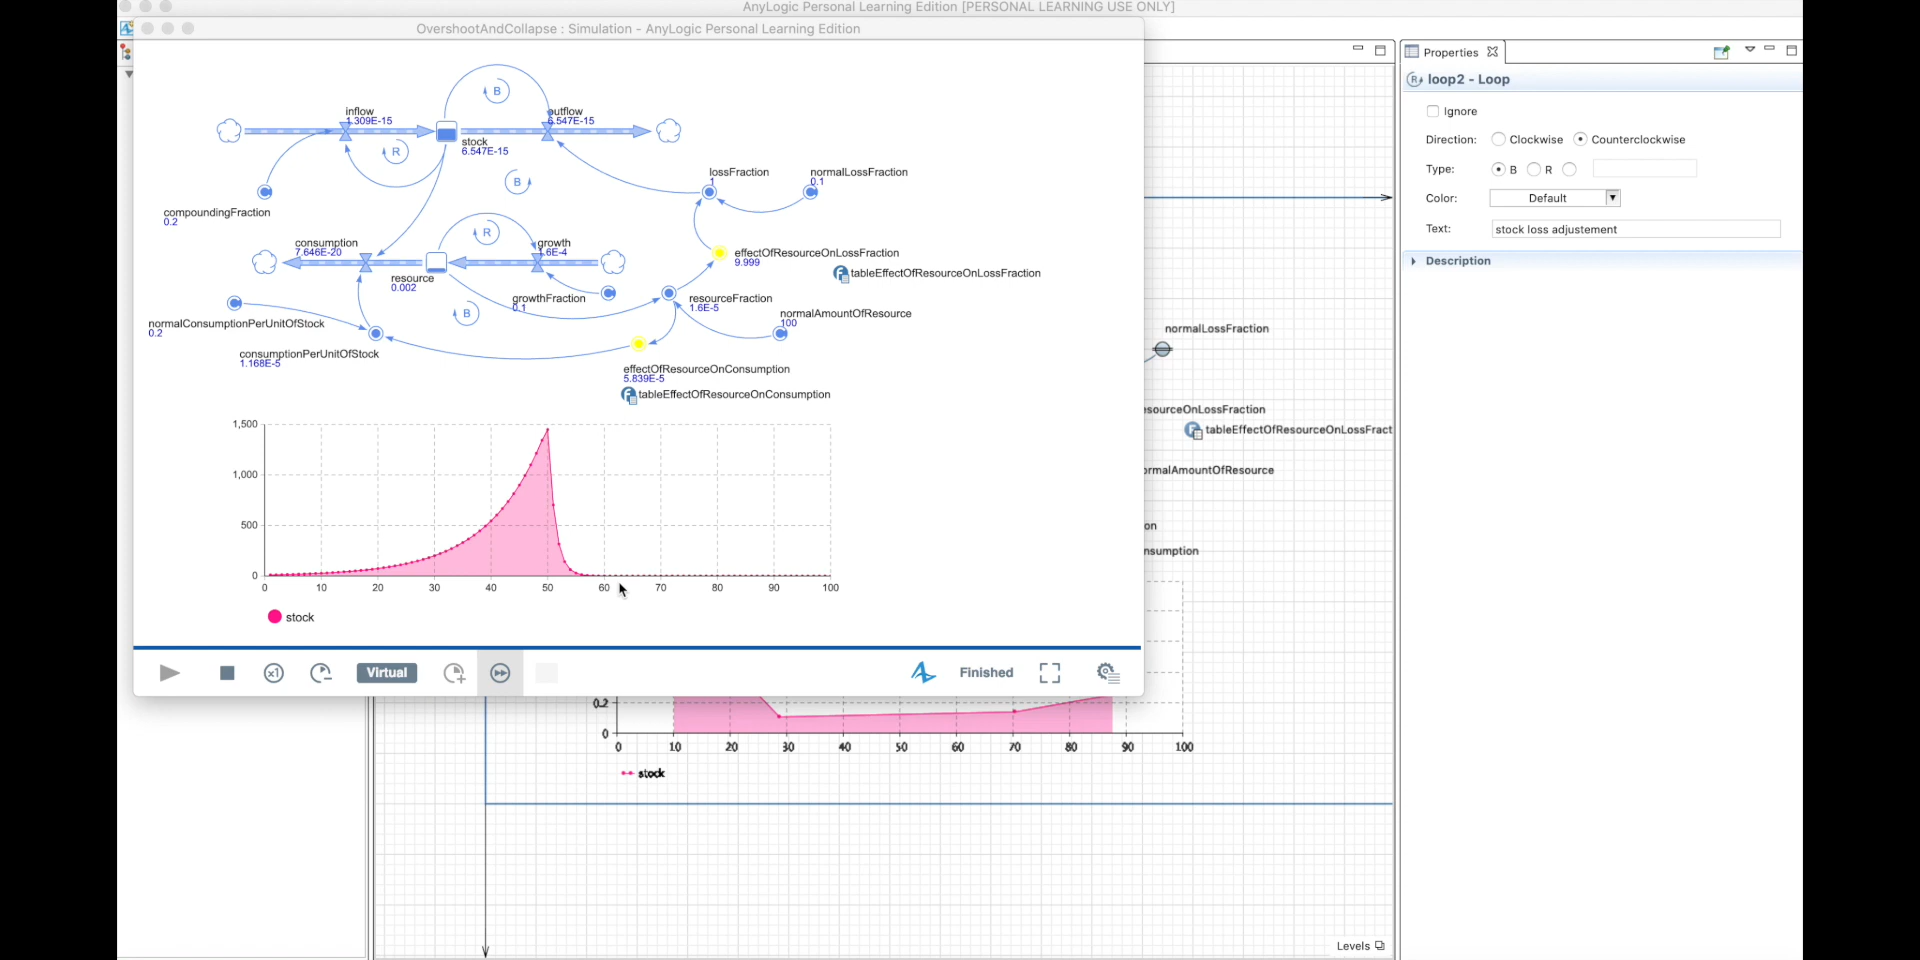 AnyLogic Personal Learning Edition [PERSONAL LEARNING USE ONLY]
OvershootAndCollapse : Simulation - AnyLogic Personal Learning Edition
B
inflow
1.309E-15
outflow
6.547E-15
stock
6.547E-15
R
B
lossFraction
1
normalLossFraction
0.1
compoundingFraction
0.2
R
consumption
7.646E-20
growth
1.6E-4
effectOfResourceOnLossFraction
9.999
tableEffectOfResourceOnLossFraction
resource
0.002
growthFraction
0.1
resourceFraction
1.6E-5
B
normalAmountOfResource
100
normalConsumptionPerUnitOfStock
0.2
consumptionPerUnitOfStock
1.168E-5
effectOfResourceOnConsumption
5.839E-5
tableEffectOfResourceOnConsumption
1,500
1,000
500
0
0 10 20 30 40 50 60 70 80 90 100
stock
x1
Virtual
Finished
normalLossFraction
esourceOnLossFraction
tableEffectOfResourceOnLossFract
ormalAmountOfResource
on
nsumption
0.2
0
0 10 20 30 40 50 60 70 80 90 100
stock
Levels
Properties
loop2 - Loop
Ignore
Direction: Clockwise Counterclockwise
Type: B R
Color: Default
Text: stock loss adjustement
Description